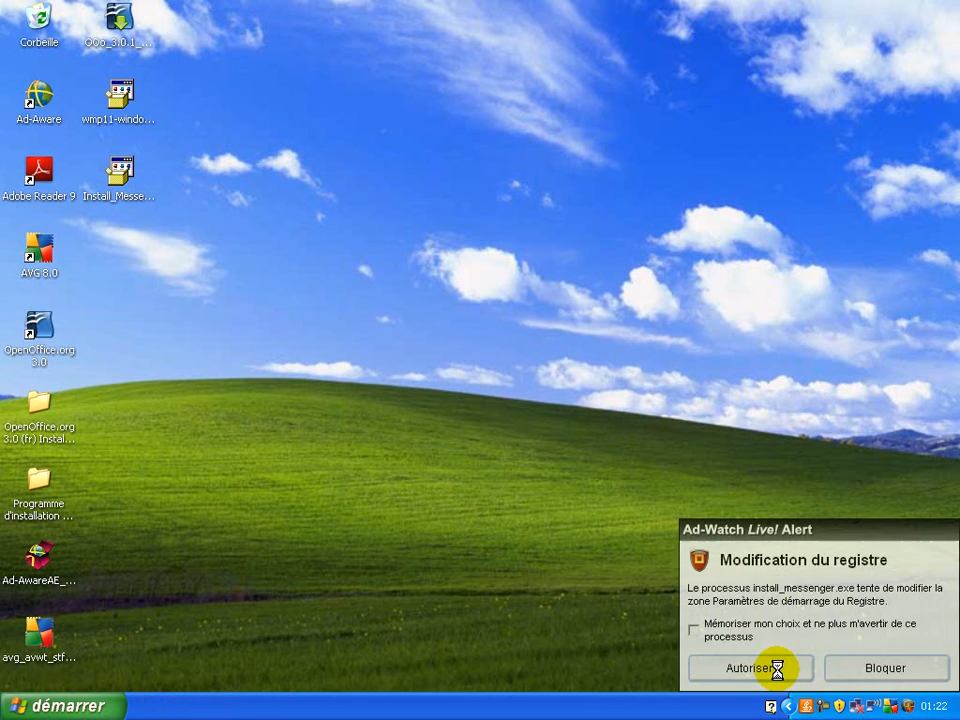 Corbeille
OOo_3.0.1_...
Ad-Aware
wmp11-windo...
Adobe Reader 9
Install_Messe...
AVG 8.0
OpenOffice.org
3.0
OpenOffice.org
3.0 (fr) Instal...
Programme
d'installation ...
Ad-AwareAE_...
avg_avwt_stf...
Ad-Watch Live! Alert
Modification du registre
Le processus install_messenger.exe tente de modifier la
zone Paramètres de démarrage du Registre.
Mémoriser mon choix et ne plus m'avertir de ce
processus
Autoriser
Bloquer
démarrer
01:22